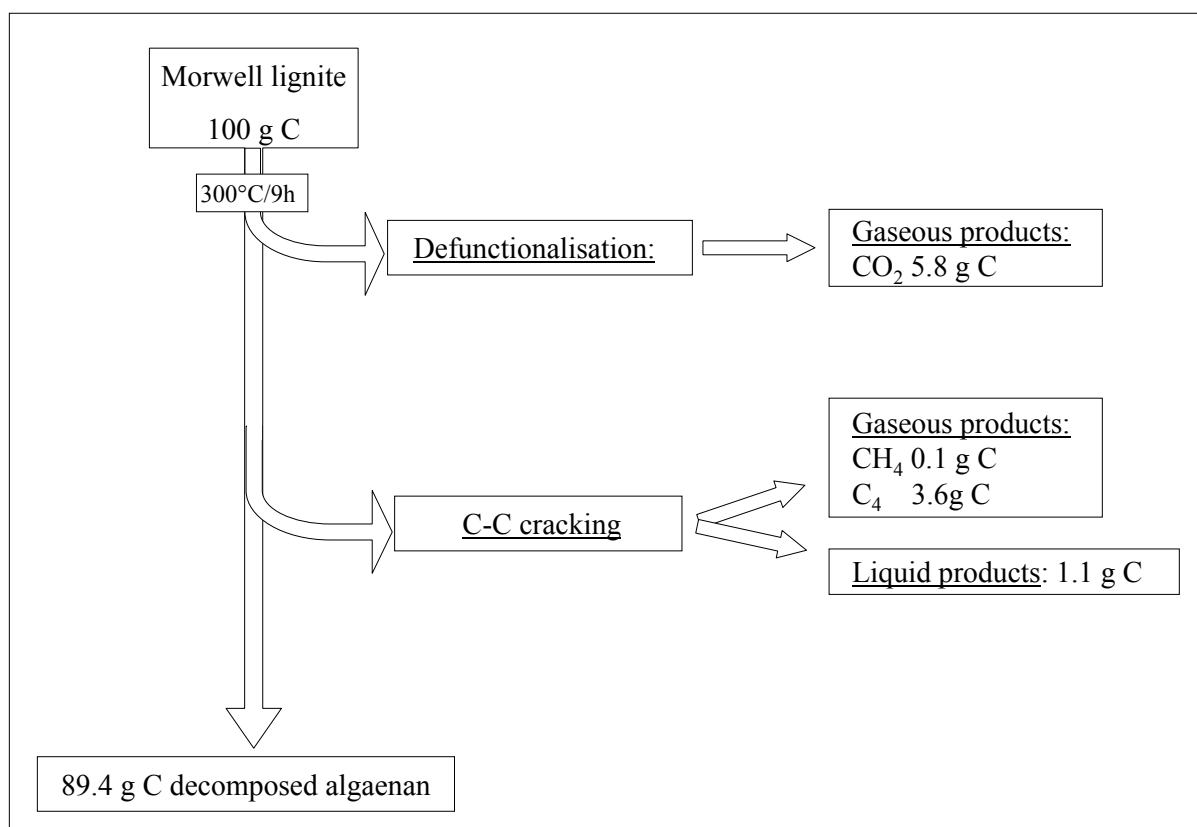 Morwell lignite
100 g C
300°C/9h
Defunctionalisation:
Gaseous products:
CO₂ 5.8 g C
C-C cracking
Gaseous products:
CH₄ 0.1 g C
C₄ 3.6g C
Liquid products: 1.1 g C
89.4 g C decomposed algaenan